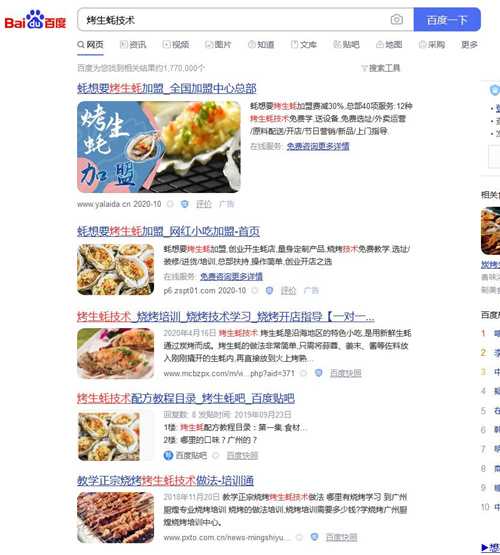 Bai 百度
烤生蚝技术
百度一下
网页 资讯 视频 图片 知道 文库 贴吧 地图 采购 更多
百度为您找到相关结果约1,770,000个
搜索工具
蚝想要烤生蚝加盟_全国加盟中心总部
烤生蚝
加盟
蚝想要烤生蚝加盟费减30%,总部40项服务:12种
烤生蚝技术免费学.送设备.免费选址/外卖运营
/原料配送/开店/节日营销/新品/上门指导.
在线服务: 免费咨询更多详情
www.yalaida.cn 2020-10 评价 广告
蚝想要烤生蚝加盟_网红小吃加盟-首页
蚝想要烤生蚝加盟,创业开生蚝店,量身定制产品,烧烤技术免费教学.选址/
装修/进货/培训,总部扶持,操作简单,创业开店之选
在线服务: 免费咨询更多详情
p6.zspt01.com 2020-10 评价 广告
烤生蚝技术_烧烤培训_烧烤技术学习_烧烤开店指导【一对一...
2020年4月16日 烤生蚝技术 烤生蚝是沿海地区的特色小吃,是用新鲜生蚝
通过炭烤而成。烤生蚝的做法非常简单,只需将蒜蓉、姜末、酱等佐料放
入刚刚撬开的生蚝内,再直接放到火上烤熟...
www.mcbzpx.com/m/w...php?aid=371 百度快照
烤生蚝技术配方教程目录_烤生蚝吧_百度贴吧
回复数: 8 发贴时间: 2019年09月23日
1楼: 烤生蚝配方教程目录：第一集.食材...
2楼: 哪里的口味？广州的？
百度贴吧 百度快照
教学正宗烧烤烤生蚝技术做法-培训通
2018年11月20日 教学正宗烧烤烤生蚝技术做法 哪里有烧烤学习 到广州
厨煌专业烧烤培训 烧烤的做法培训,烧烤培训需要多少钱?学烧烤广州厨
煌烧烤培训中心。
www.pxto.com.cn/news-mingshiyu... 百度快照
相关
炭烤
百度
1
2
3 中
4
5 在
6 韩
7
8 南
9
10 中